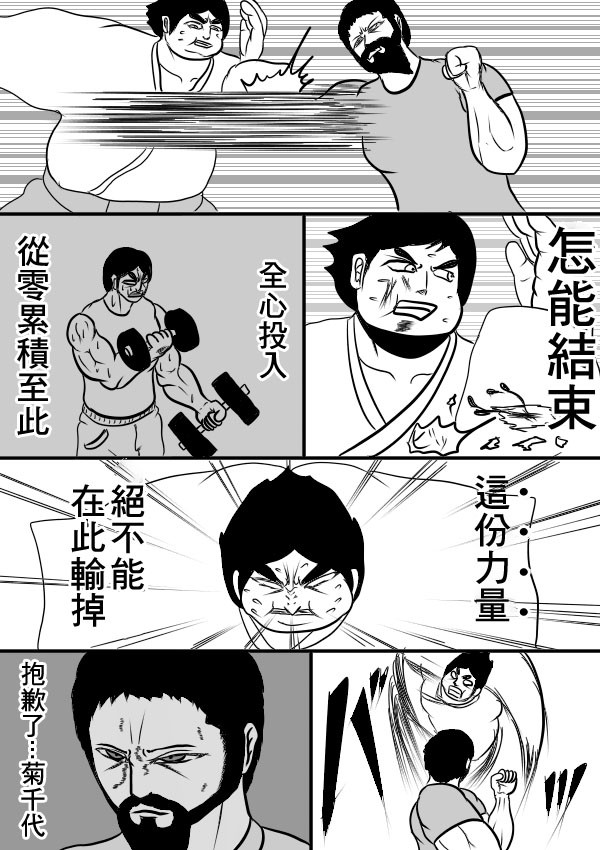 怎能結束
全心投入
從零累積至此
這份力量
絕不能
在此輸掉
抱歉了…菊千代